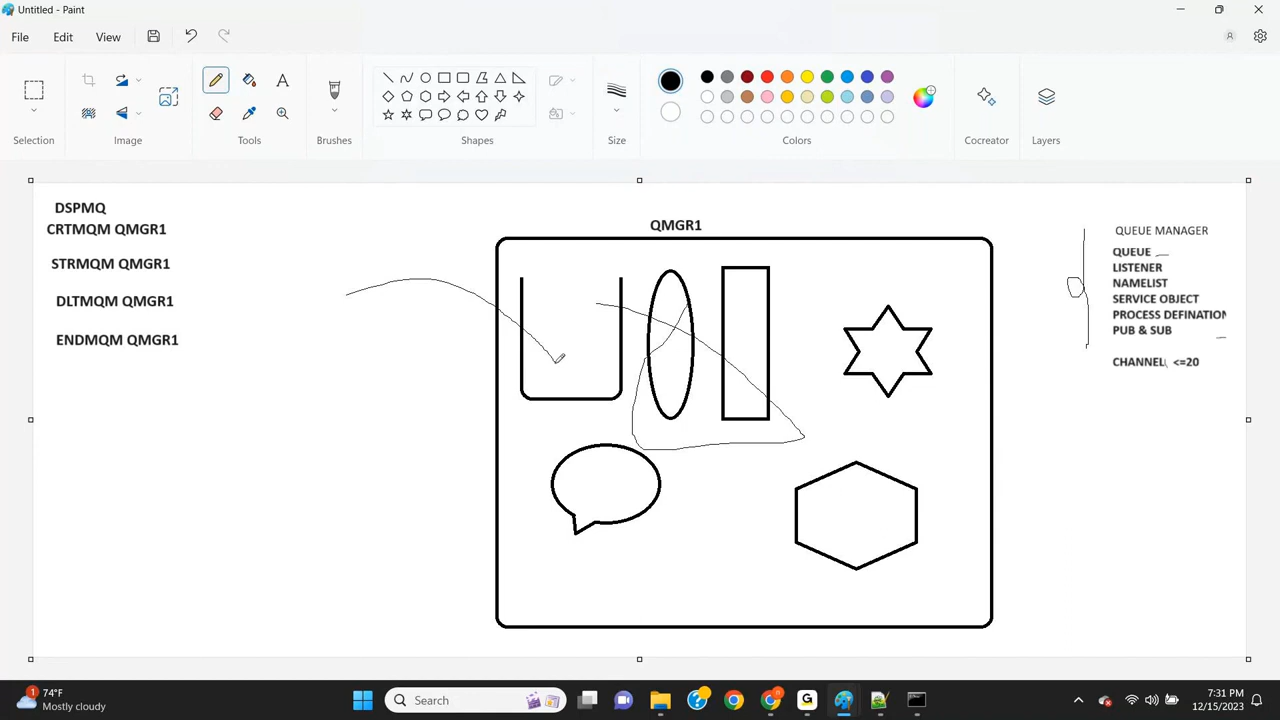 Untitled - Paint
File Edit View
Selection
Image
Tools
Brushes
Shapes
Size
Colors
Cocreator
Layers
DSPMQ
CRTMQM QMGR1
STRMQM QMGR1
DLTMQM QMGR1
ENDMQM QMGR1
QMGR1
QUEUE MANAGER
QUEUE
LISTENER
NAMELIST
SERVICE OBJECT
PROCESS DEFINATION
PUB & SUB
CHANNEL <=20
1
74°F
Mostly cloudy
Search
7:31 PM
12/15/2023